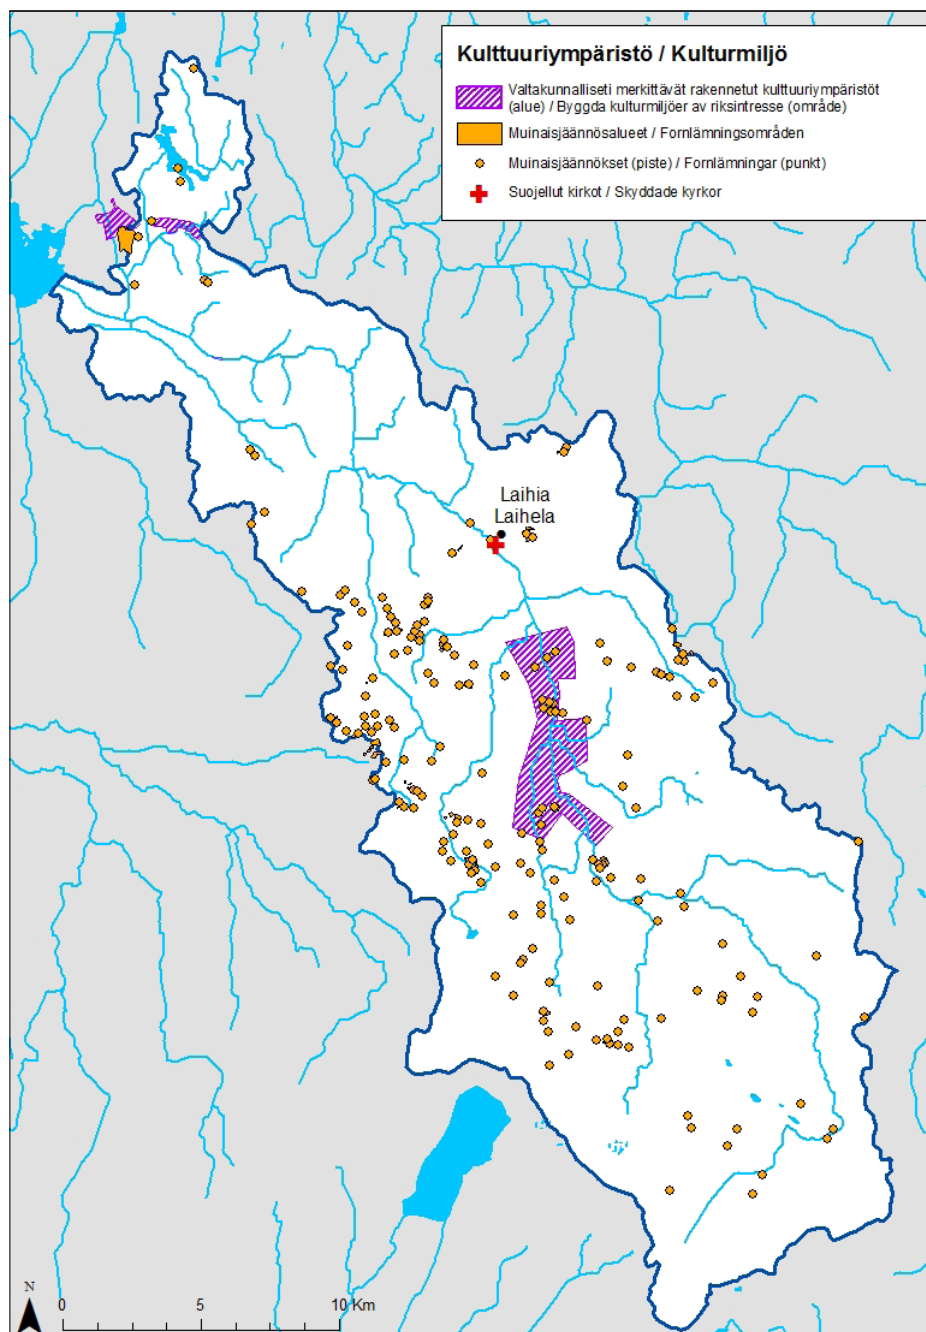 Kulttuuriympäristö / Kulturmiljö
Valtakunnalliseti merkittävät rakennetut kulttuuriympäristöt
(alue) / Byggda kulturmiljöer av riksintresse (område)
Muinaisjäännösalueet / Fornlämningsområden
Muinaisjäännökset (piste) / Fornlämningar (punkt)
Suojellut kirkot / Skyddade kyrkor
Laihia
Laihela
N
0 5 10 Km